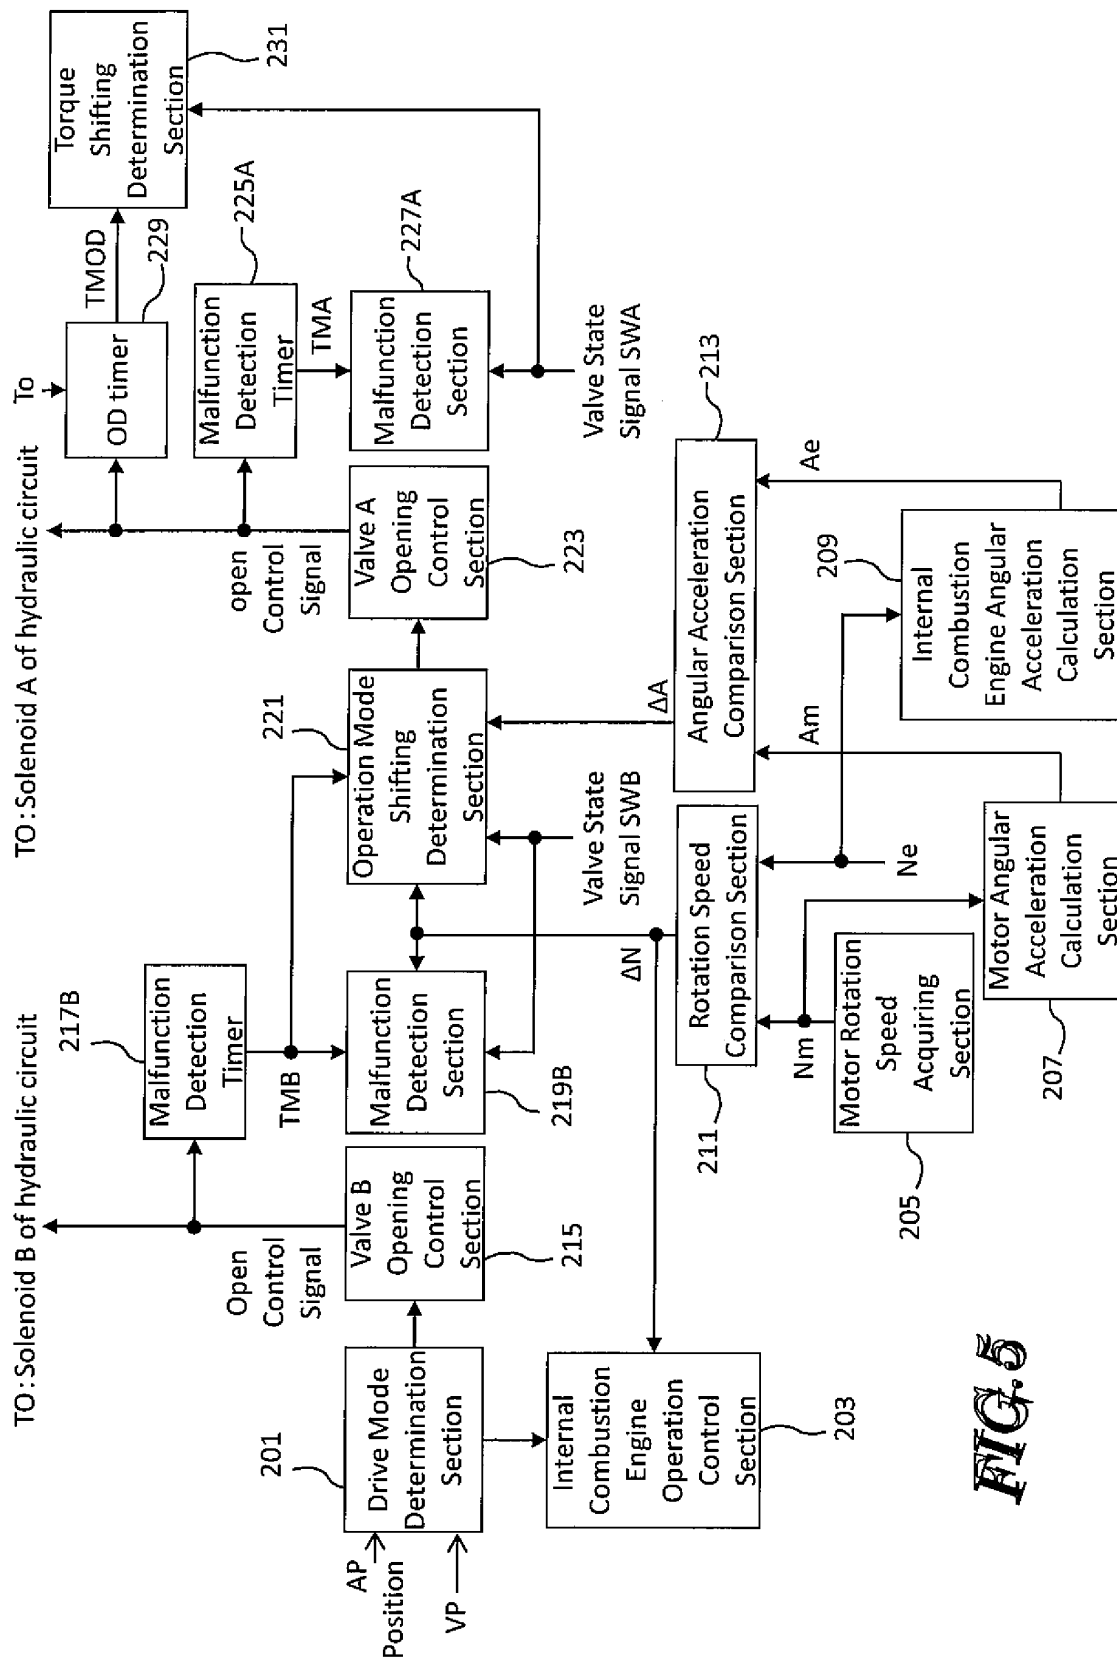 TO:Solenoid B of hydraulic circuit
TO:Solenoid A of hydraulic circuit
To
217B
Malfunction
Detection
Timer
Open
Control
Signal
TMB
221
open
Control
Signal
OD timer
229
TMOD
Torque
Shifting
Determination
Section
231
Malfunction
Detection
Timer
225A
TMA
201
AP
Position
VP
Drive Mode
Determination
Section
Valve B
Opening
Control
Section
215
Malfunction
Detection
Section
219B
Operation Mode
Shifting
Determination
Section
Valve A
Opening
Control
Section
223
Malfunction
Detection
Section
227A
Valve State
Signal SWB
Valve State
Signal SWA
Internal
Combustion
Engine
Operation
Control
Section
203
ΔN
ΔA
211
Rotation Speed
Comparison Section
Angular Acceleration
Comparison Section
213
Nm
Ne
Am
Ae
205
Motor Rotation
Speed
Acquiring
Section
207
Motor Angular
Acceleration
Calculation
Section
209
Internal
Combustion
Engine Angular
Acceleration
Calculation
Section
FIG.5